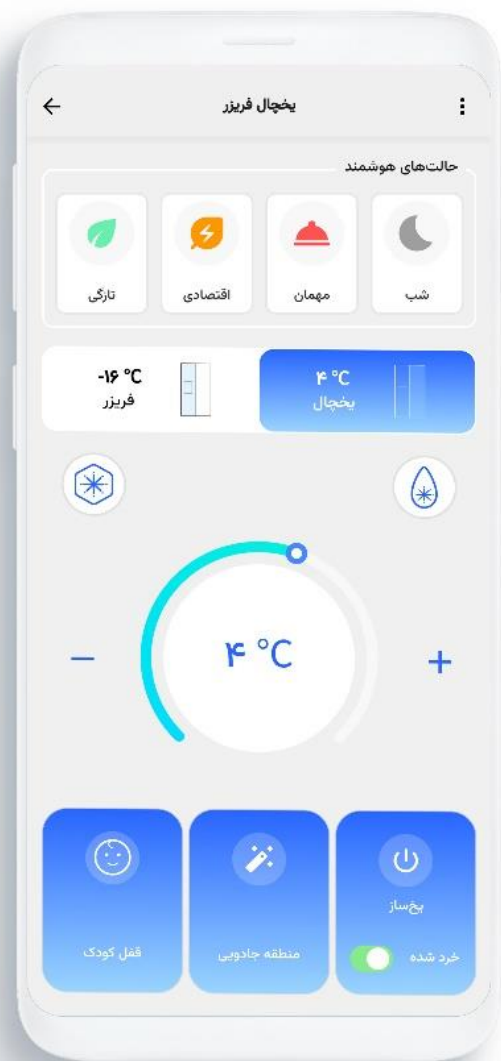 یخچال فریزر
حالت‌های هوشمند
شب
مهمان
اقتصادی
تازگی
۴ °C
یخچال
-۱۶ °C
فریزر
۴ °C
یخ‌ساز
خرد شده
منطقه جادویی
قفل کودک